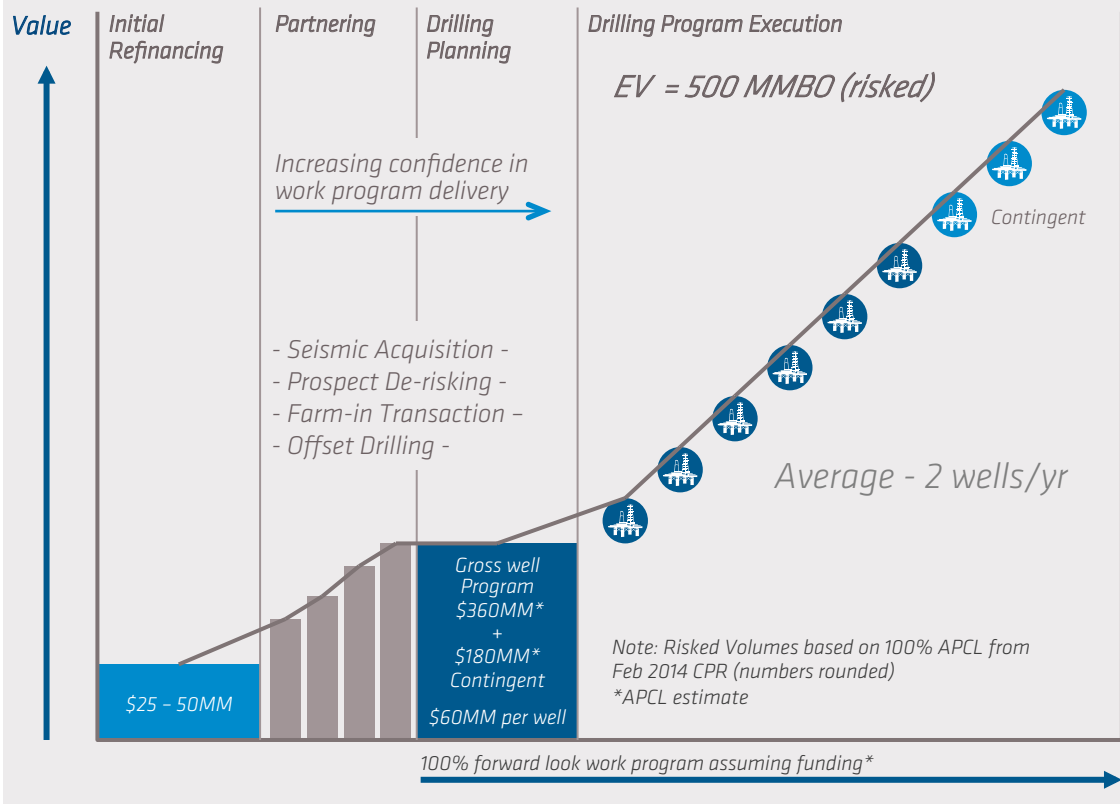 Value
Initial
Refinancing
Partnering
Drilling
Planning
Drilling Program Execution
EV = 500 MMBO (risked)
Increasing confidence in
work program delivery
Contingent
- Seismic Acquisition -
- Prospect De-risking -
- Farm-in Transaction –
- Offset Drilling -
Average - 2 wells/yr
Gross well
Program
$360MM*
+
$180MM*
Contingent
$60MM per well
$25 – 50MM
Note: Risked Volumes based on 100% APCL from
Feb 2014 CPR (numbers rounded)
*APCL estimate
100% forward look work program assuming funding*